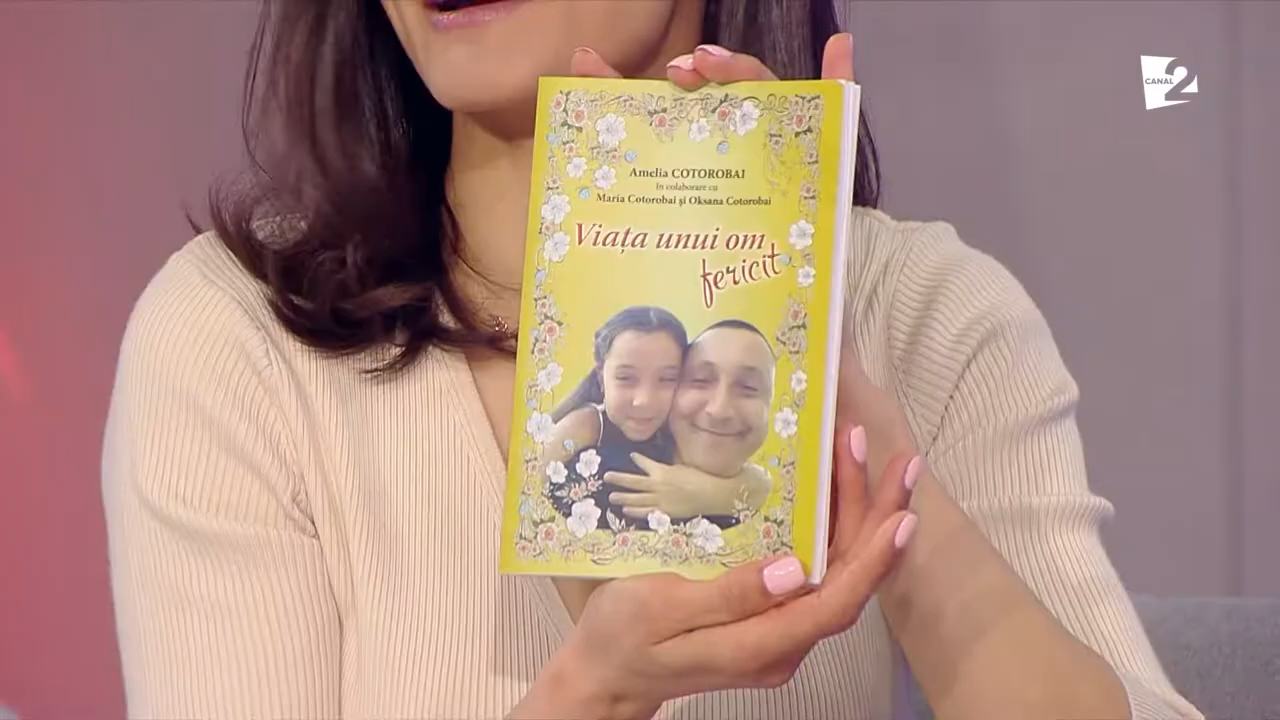 CANAL 2
Amelia COTOROBAI
în colaborare cu
Maria Cotorobai și Oksana Cotorobai
Viața unui om
fericit